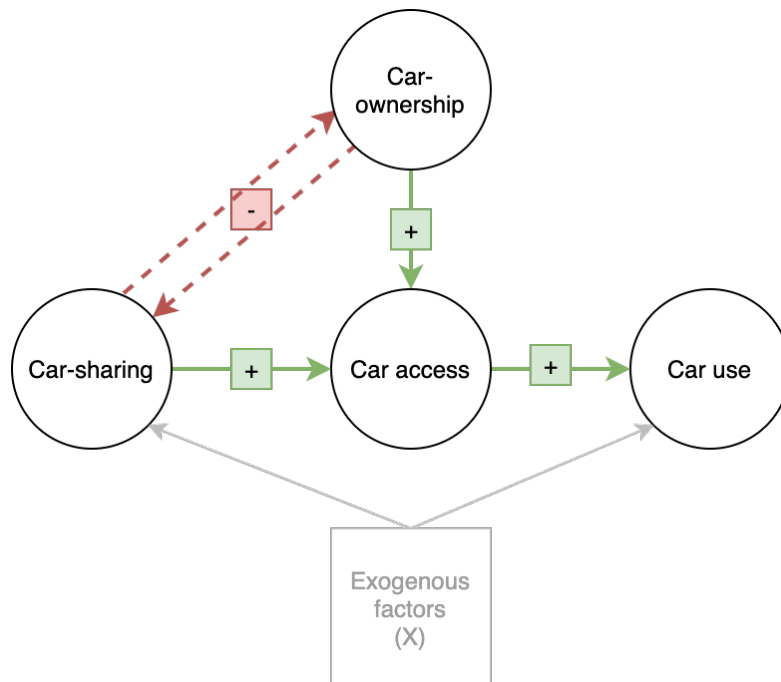 Car-
ownership
-
+
Car-sharing
+
Car access
+
Car use
Exogenous
factors
(X)